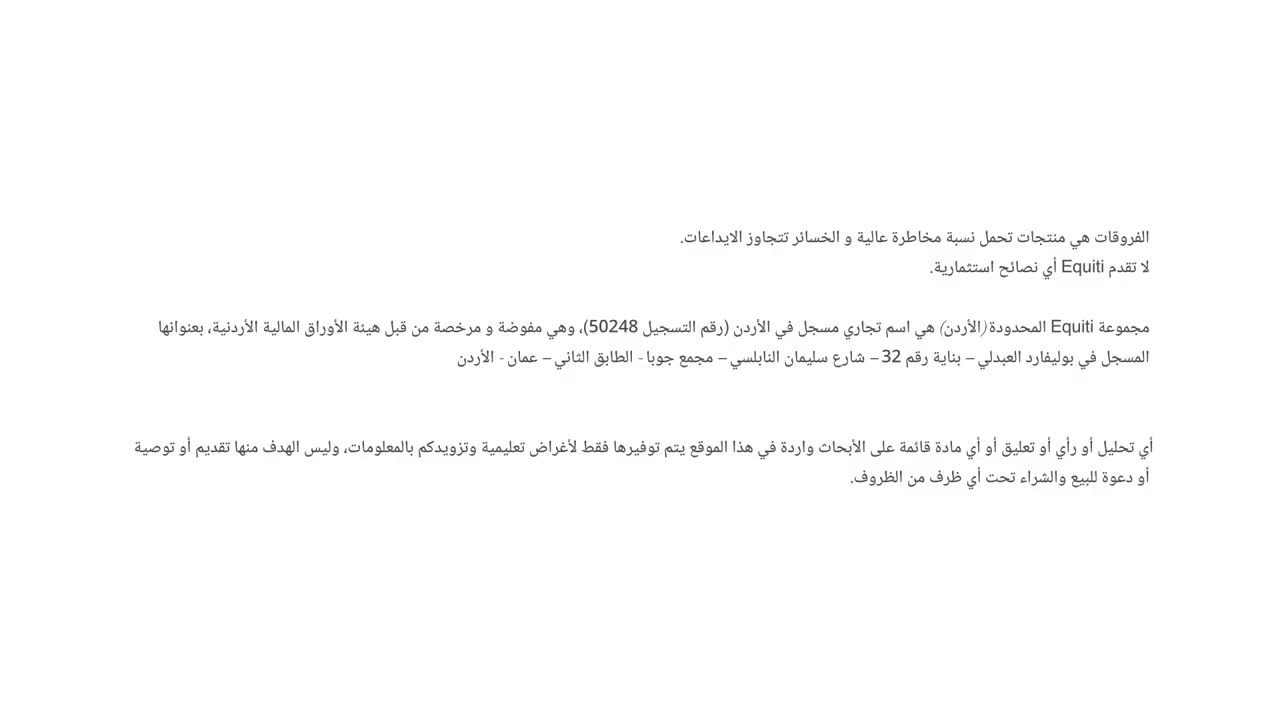 الفروقات هي منتجات تحمل نسبة مخاطرة عالية و الخسائر تتجاوز الايداعات.
لا تقدم Equiti أي نصائح استثمارية.
مجموعة Equiti المحدودة (الأردن) هي اسم تجاري مسجل في الأردن (رقم التسجيل 50248)، وهي مفوضة و مرخصة من قبل هيئة الأوراق المالية الأردنية، بعنوانها
المسجل في بوليفارد العبدلي – بناية رقم 32 – شارع سليمان النابلسي – مجمع جوبا - الطابق الثاني – عمان - الأردن
أي تحليل أو رأي أو تعليق أو أي مادة قائمة على الأبحاث واردة في هذا الموقع يتم توفيرها فقط لأغراض تعليمية وتزويدكم بالمعلومات، وليس الهدف منها تقديم أو توصية
أو دعوة للبيع والشراء تحت أي ظرف من الظروف.